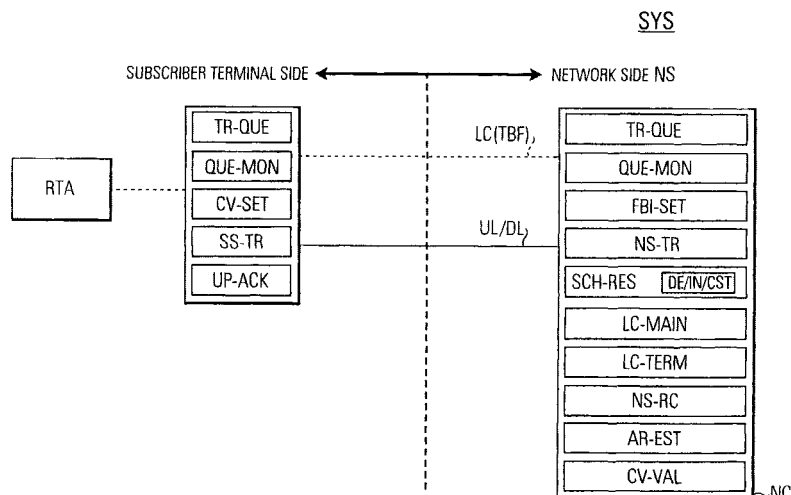 SYS
SUBSCRIBER TERMINAL SIDE
NETWORK SIDE NS
RTA
TR-QUE
QUE-MON
CV-SET
SS-TR
UP-ACK
LC(TBF)
UL/DL
TR-QUE
QUE-MON
FBI-SET
NS-TR
SCH-RES DE/IN/CST
LC-MAIN
LC-TERM
NS-RC
AR-EST
CV-VAL
NC